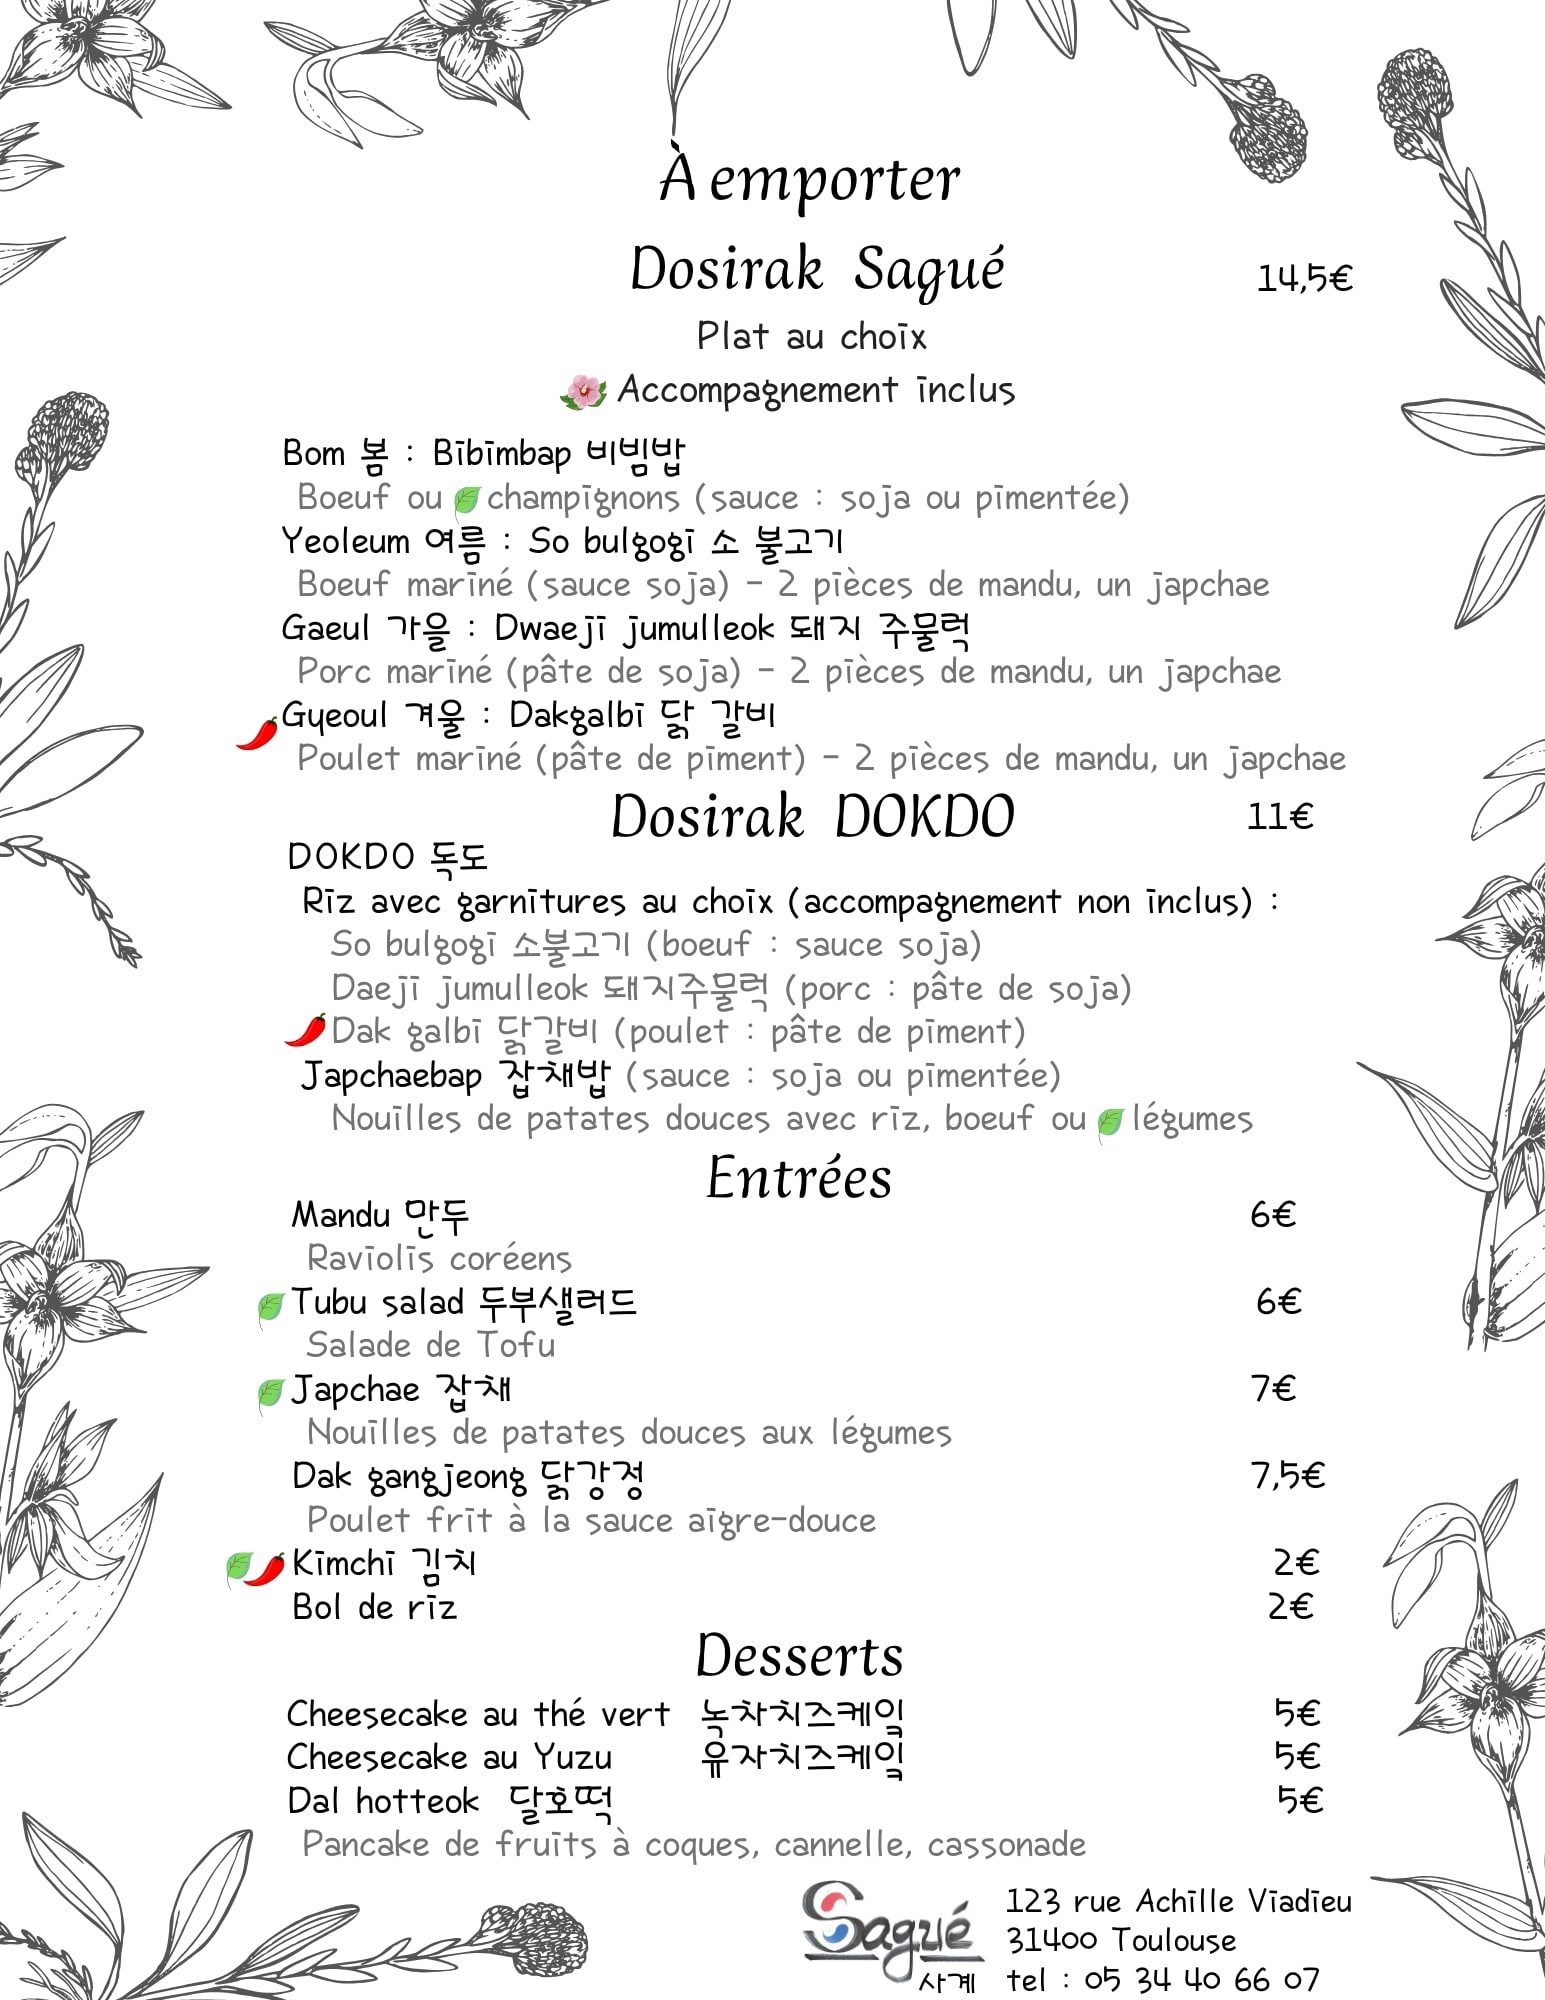 À emporter
Dosirak Sagué 14,5€
Plat au choix
Accompagnement inclus
Bom 봄 : Bibimbap 비빔밥
Boeuf ou champignons (sauce : soja ou pimentée)
Yeoleum 여름 : So bulgogi 소 불고기
Boeuf mariné (sauce soja) - 2 pièces de mandu, un japchae
Gaeul 가을 : Dwaeji jumulleok 돼지 주물럭
Porc mariné (pâte de soja) - 2 pièces de mandu, un japchae
Gyeoul 겨울 : Dakgalbi 닭 갈비
Poulet mariné (pâte de piment) - 2 pièces de mandu, un japchae
Dosirak DOKDO 11€
DOKDO 독도
Riz avec garnitures au choix (accompagnement non inclus) :
So bulgogi 소불고기 (boeuf : sauce soja)
Daeji jumulleok 돼지주물럭 (porc : pâte de soja)
Dak galbi 닭갈비 (poulet : pâte de piment)
Japchaebap 잡채밥 (sauce : soja ou pimentée)
Nouilles de patates douces avec riz, boeuf ou légumes
Entrées
Mandu 만두 6€
Raviolis coréens
Tubu salad 두부샐러드 6€
Salade de Tofu
Japchae 잡채 7€
Nouilles de patates douces aux légumes
Dak gangjeong 닭강정 7,5€
Poulet frit à la sauce aigre-douce
Kimchi 김치 2€
Bol de riz 2€
Desserts
Cheesecake au thé vert 녹차치즈케잌 5€
Cheesecake au Yuzu 유자치즈케잌 5€
Dal hotteok 달호떡 5€
Pancake de fruits à coques, cannelle, cassonade
Sagué
사계
123 rue Achille Viadieu
31400 Toulouse
tel : 05 34 40 66 07